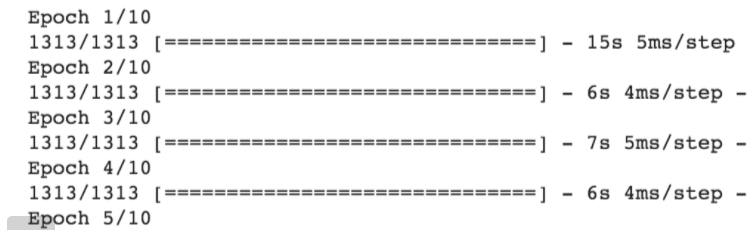 Epoch 1/10
1313/1313 [==============================] - 15s 5ms/step
Epoch 2/10
1313/1313 [==============================] - 6s 4ms/step -
Epoch 3/10
1313/1313 [==============================] - 7s 5ms/step -
Epoch 4/10
1313/1313 [==============================] - 6s 4ms/step -
Epoch 5/10